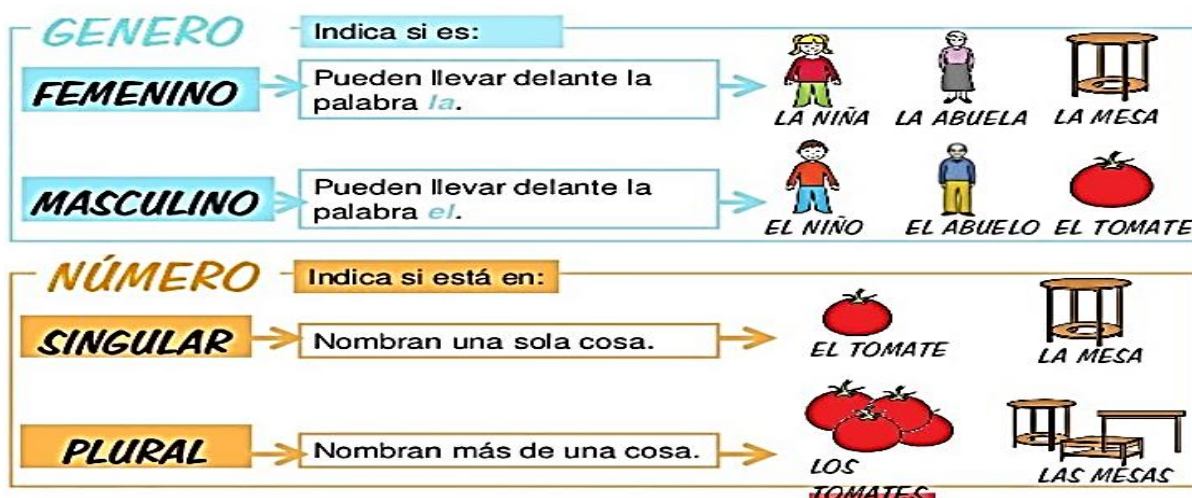 GENERO
Indica si es:
FEMENINO
Pueden llevar delante la
palabra la.
LA NIÑA LA ABUELA LA MESA
MASCULINO
Pueden llevar delante la
palabra el.
EL NIÑO EL ABUELO EL TOMATE
NÚMERO
Indica si está en:
SINGULAR
Nombran una sola cosa.
EL TOMATE LA MESA
PLURAL
Nombran más de una cosa.
LOS
TOMATES
LAS MESAS